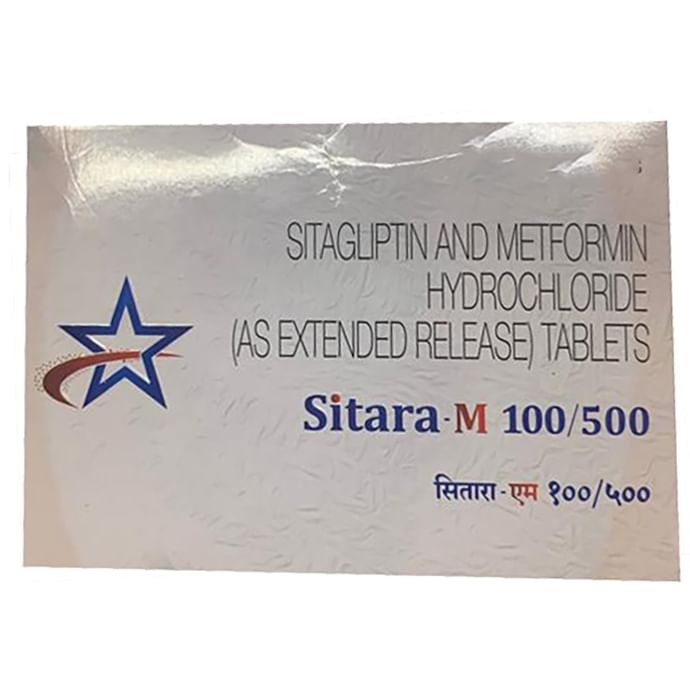 SITAGLIPTIN AND METFORMIN
HYDROCHLORIDE
(AS EXTENDED RELEASE) TABLETS
Sitara-M 100/500
सितारा-एम १००/५००